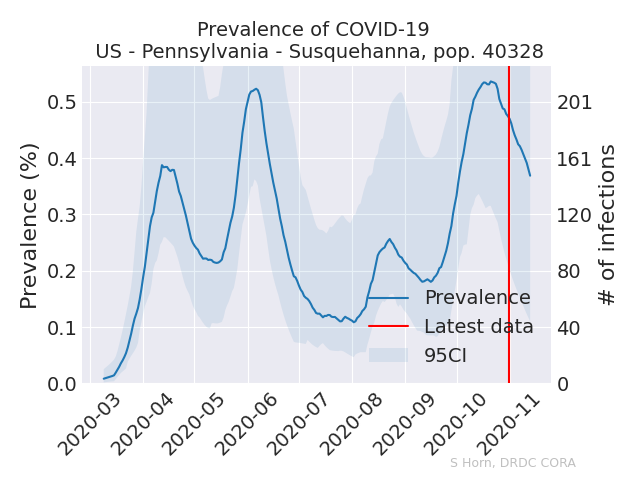 Prevalence of COVID-19
US - Pennsylvania - Susquehanna, pop. 40328
Prevalence (%)
0.5
0.4
0.3
0.2
0.1
0.0
201
161
120
80
40
0
# of infections
Prevalence
Latest data
95CI
2020-03
2020-04
2020-05
2020-06
2020-07
2020-08
2020-09
2020-10
2020-11
S Horn, DRDC CORA